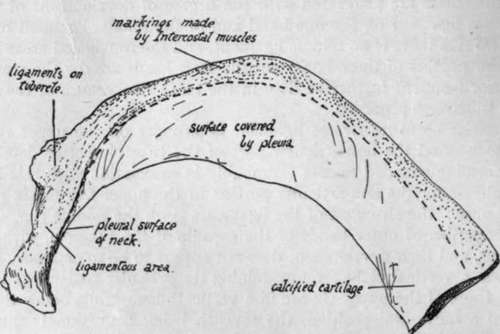 markings made
by Intercostal muscles
ligaments on
tubercle.
surface covered
by pleura.
pleural surface
of neck.
ligamentous area.
calcified cartilage